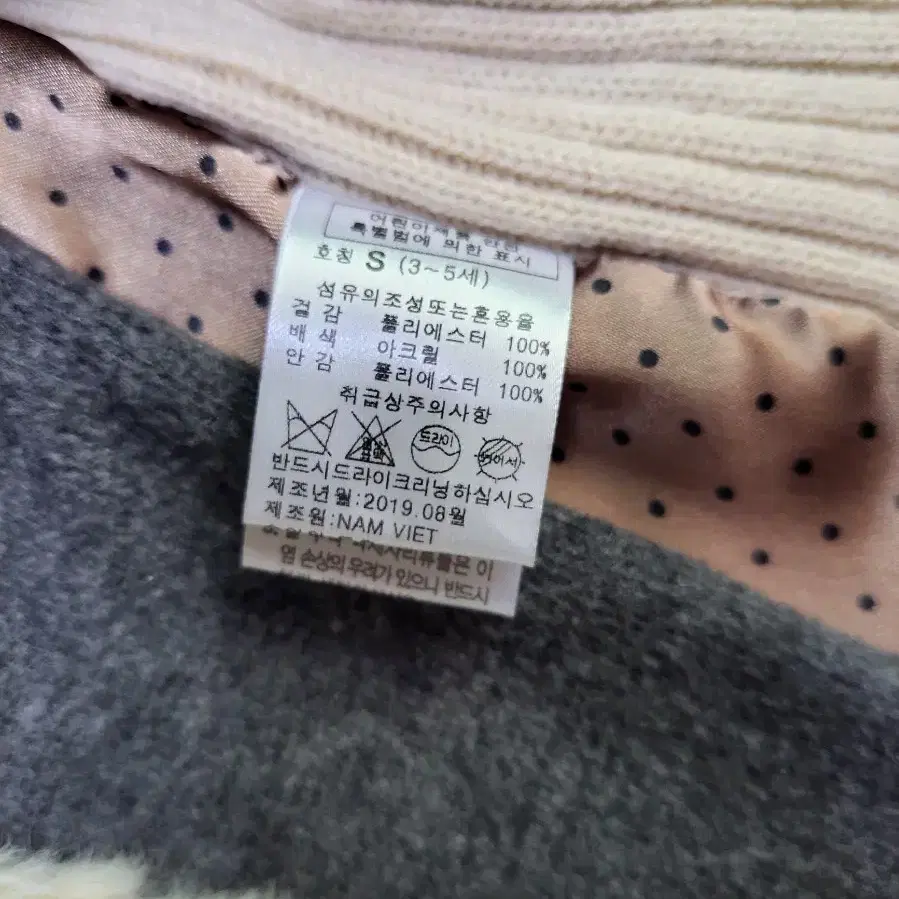 어린이제품 안전
특별법에 의한 표시
호칭 S (3~5세)
섬유의조성또는혼용율
겉감 폴리에스터 100%
배색 아크릴 100%
안감 폴리에스터 100%
취급상주의사항
드라이
뉘어서
반드시드라이크리닝하십시오
제조년월:2019.08월
제조원:NAM VIET
염 손상의 우려가 있으니 반드시